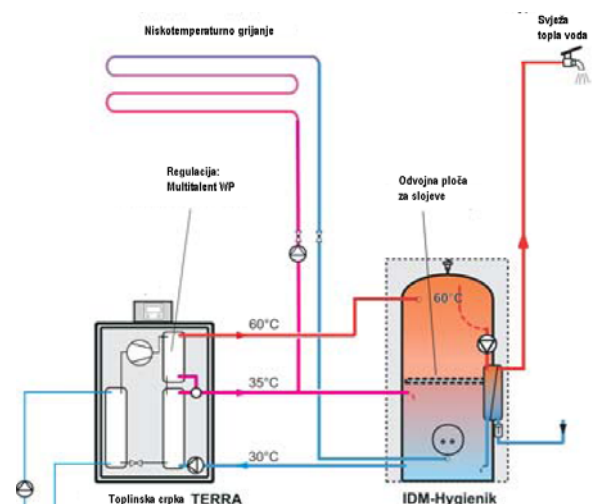 Svježa
topla voda
Niskotemperaturno grijanje
Regulacija:
Multitalent WP
Odvojna ploča
za slojeve
60°C
60°C
35°C
30°C
Toplinska crpka TERRA
IDM-Hygienik